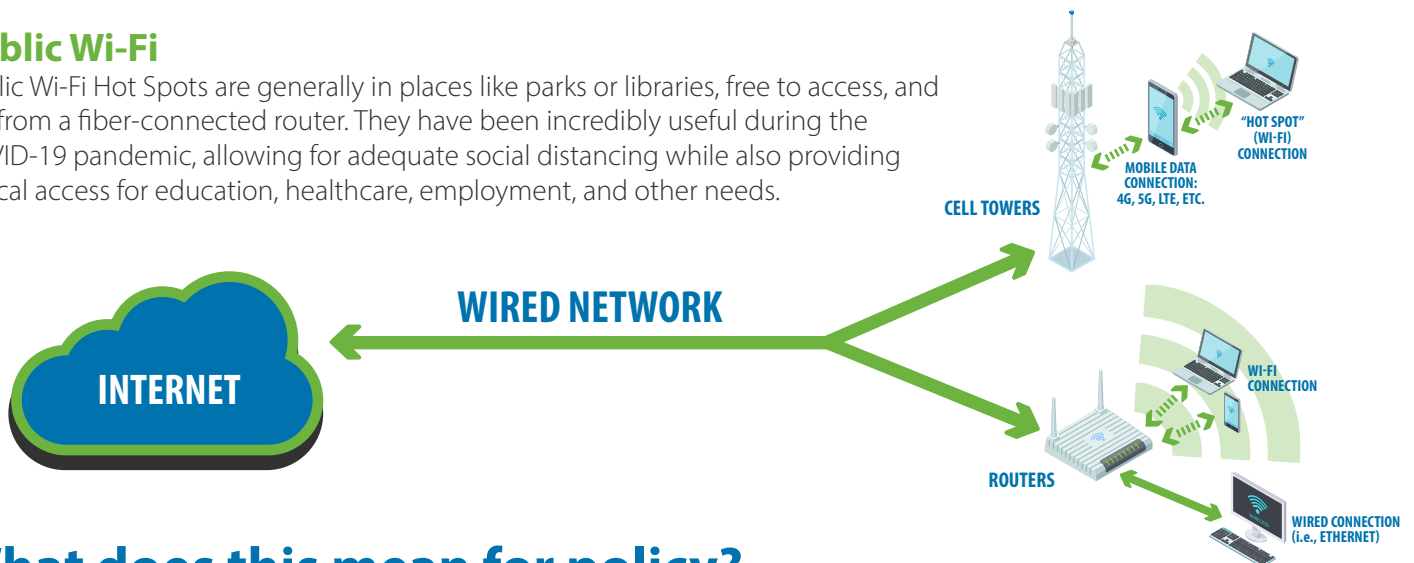 blic Wi-Fi
lic Wi-Fi Hot Spots are generally in places like parks or libraries, free to access, and
from a fiber-connected router. They have been incredibly useful during the
VID-19 pandemic, allowing for adequate social distancing while also providing
cal access for education, healthcare, employment, and other needs.
"HOT SPOT"
(WI-FI)
CONNECTION
MOBILE DATA
CONNECTION:
4G, 5G, LTE, ETC.
CELL TOWERS
WIRED NETWORK
INTERNET
WI-FI
CONNECTION
ROUTERS
WIRED CONNECTION
(i.e., ETHERNET)
hat does this mean for policy?